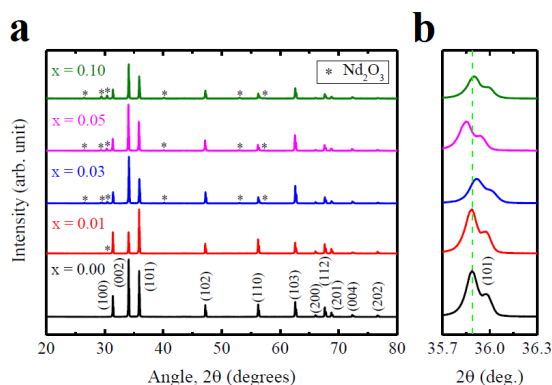 a
b
x = 0.10
* Nd₂O₃
x = 0.05
x = 0.03
x = 0.01
x = 0.00
(100)
(002)
(101)
(102)
(110)
(103)
(200)
(112)
(201)
(004)
(202)
(101)
Intensity (arb. unit)
20 30 40 50 60 70 80
Angle, 2θ (degrees)
35.7 36.0 36.3
2θ (deg.)